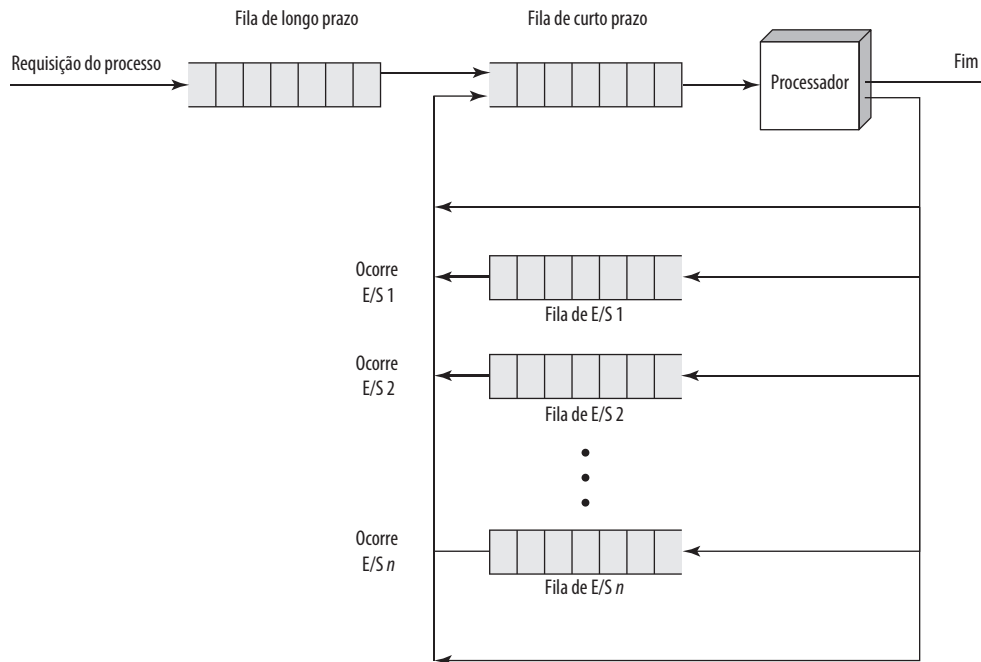 Fila de longo prazo
Fila de curto prazo
Requisição do processo
Processador
Fim
Ocorre
E/S 1
Fila de E/S 1
Ocorre
E/S 2
Fila de E/S 2
Ocorre
E/S n
Fila de E/S n